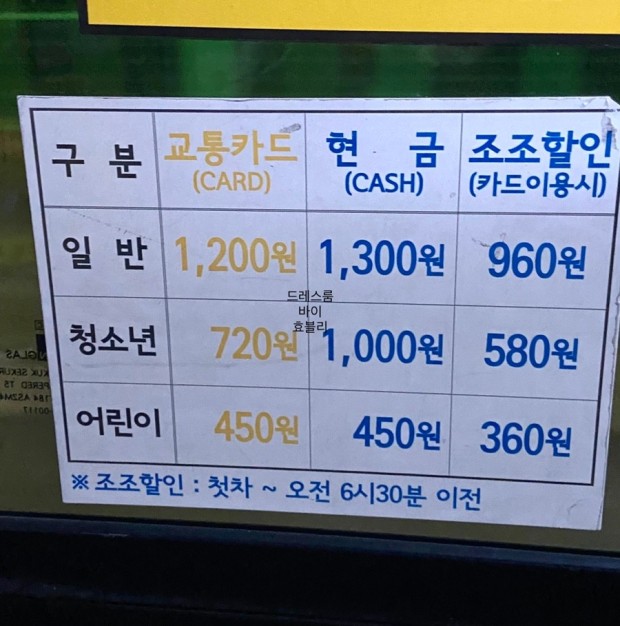 구 분 교통카드 (CARD) 현 금 (CASH) 조조할인 (카드이용시)
일 반 1,200원 1,300원 960원
청소년 720원 1,000원 580원
어린이 450원 450원 360원
※ 조조할인 : 첫차 ~ 오전 6시30분 이전
드레스룸
바이
효블리